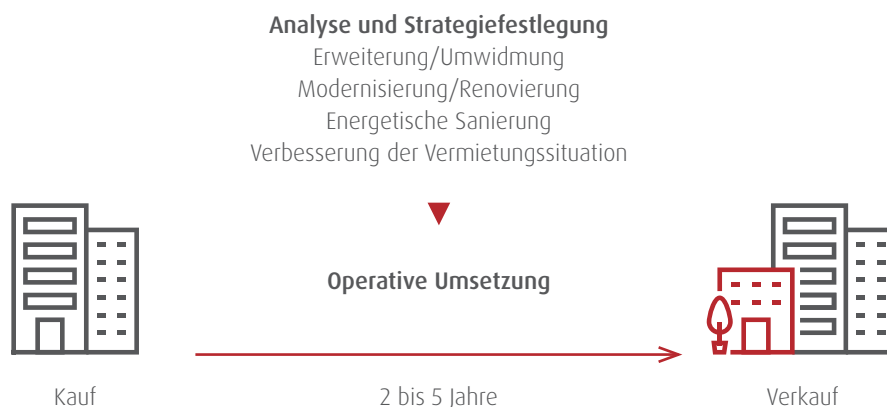 Analyse und Strategiefestlegung
Erweiterung/Umwidmung
Modernisierung/Renovierung
Energetische Sanierung
Verbesserung der Vermietungssituation
Operative Umsetzung
Kauf
2 bis 5 Jahre
Verkauf